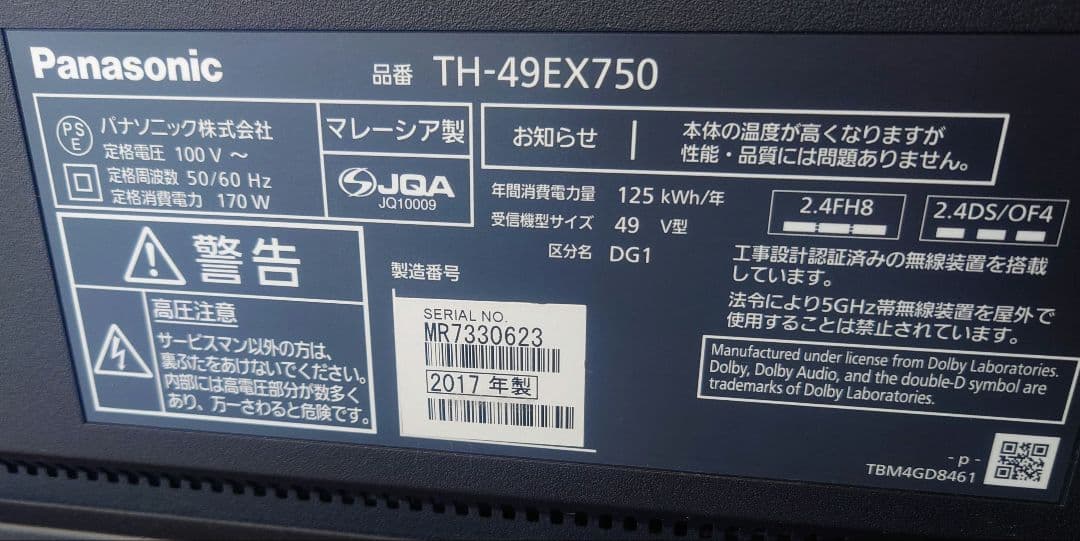 Panasonic
品番 TH-49EX750
PS
E
パナソニック株式会社
定格電圧 100 V ～
定格周波数 50/60 Hz
定格消費電力 170 W
マレーシア製
JQA
JQ10009
お知らせ
本体の温度が高くなりますが
性能・品質には問題ありません。
年間消費電力量 125 kWh/年
受信機型サイズ 49 V型
区分名 DG1
2.4FH8
2.4DS/OF4
工事設計認証済みの無線装置を搭載
しています。
法令により5GHz帯無線装置を屋外で
使用することは禁止されています。
警告
高圧注意
サービスマン以外の方は、
裏ぶたをあけないでください。
内部には高電圧部分が数多く
あり、万一さわると危険です。
製造番号
SERIAL NO.
MR7330623
2017 年製
Manufactured under license from Dolby Laboratories.
Dolby, Dolby Audio, and the double-D symbol are
trademarks of Dolby Laboratories.
- p -
TBM4GD8461